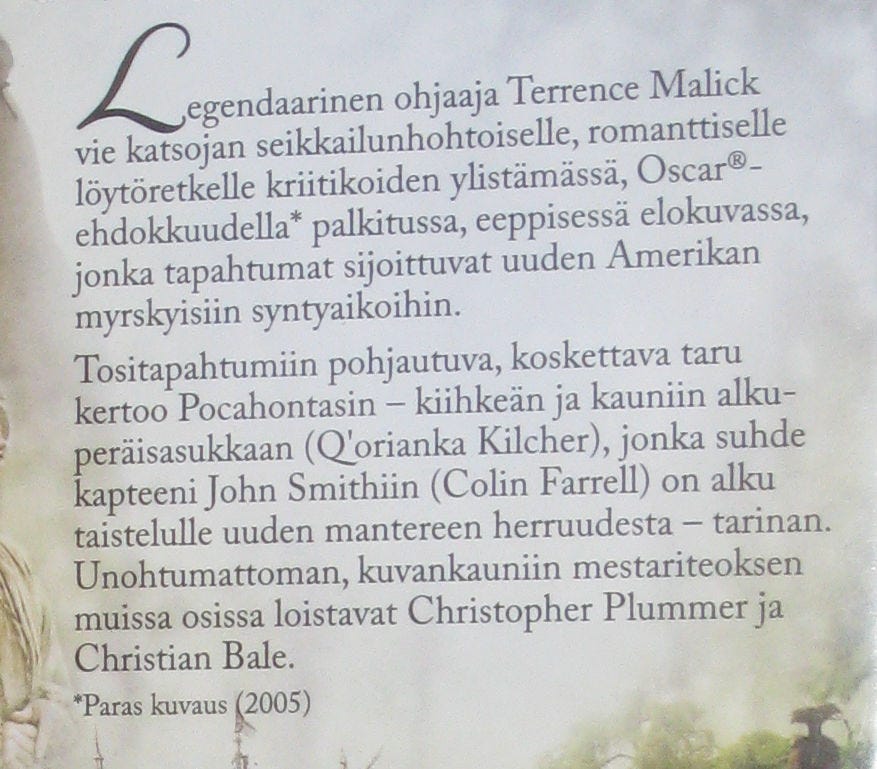 Legendaarinen ohjaaja Terrence Malick
vie katsojan seikkailunhohtoiselle, romanttiselle
löytöretkelle kriitikoiden ylistämässä, Oscar®-
ehdokkuudella* palkitussa, eeppisessä elokuvassa,
jonka tapahtumat sijoittuvat uuden Amerikan
myrskyisiin syntyaikoihin.
Tositapahtumiin pohjautuva, koskettava taru
kertoo Pocahontasin – kiihkeän ja kauniin alku-
peräisasukkaan (Q'orianka Kilcher), jonka suhde
kapteeni John Smithiin (Colin Farrell) on alku
taistelulle uuden mantereen herruudesta – tarinan.
Unohtumattoman, kuvankauniin mestariteoksen
muissa osissa loistavat Christopher Plummer ja
Christian Bale.
*Paras kuvaus (2005)